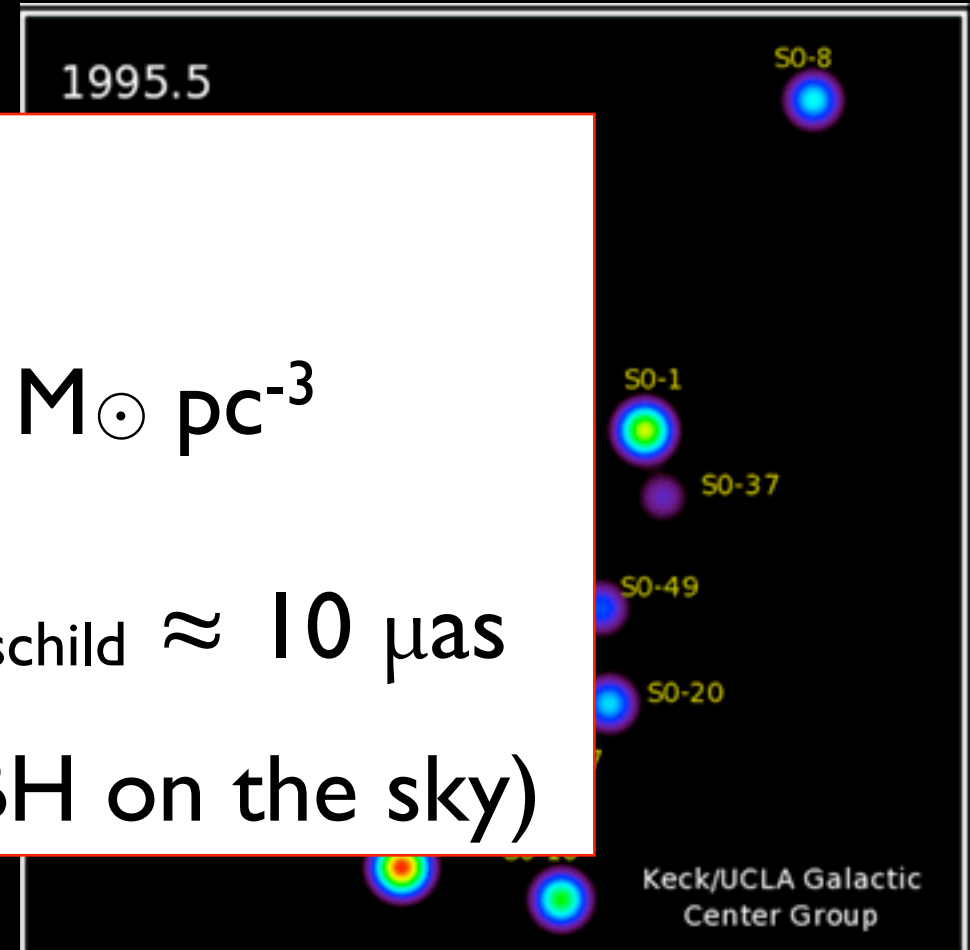 1995.5
S0-8
M☉ pc-3
S0-1
S0-37
S0-49
schild ≈ 10 μas
S0-20
BH on the sky)
Keck/UCLA Galactic
Center Group